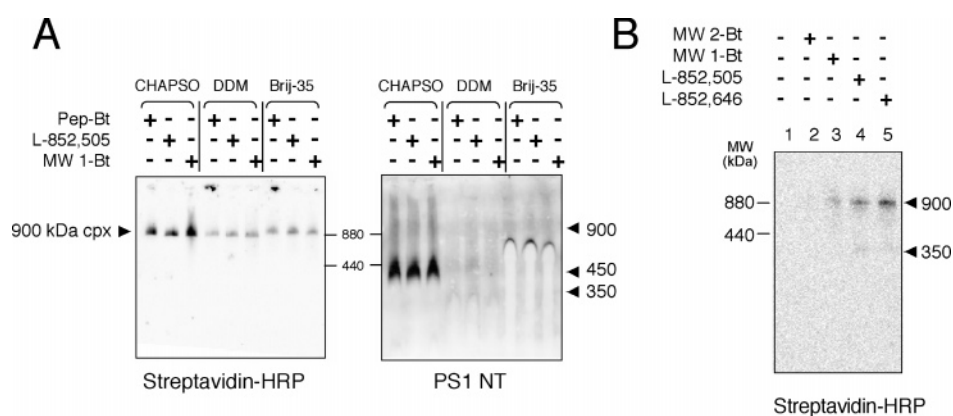 A
CHAPSO DDM Brij-35
CHAPSO DDM Brij-35
Pep-Bt + - - + - - + - - + - - + - - + - -
L-852,505 - + - - + - - + - - + - - + - - + -
MW 1-Bt - - + - - + - - + - - + - - + - - +
900 kDa cpx
880
440
900
450
350
Streptavidin-HRP
PS1 NT
B
MW 2-Bt - + - - -
MW 1-Bt - - + - -
L-852,505 - - - + -
L-852,646 - - - - +
1 2 3 4 5
MW
(kDa)
880
440
900
350
Streptavidin-HRP